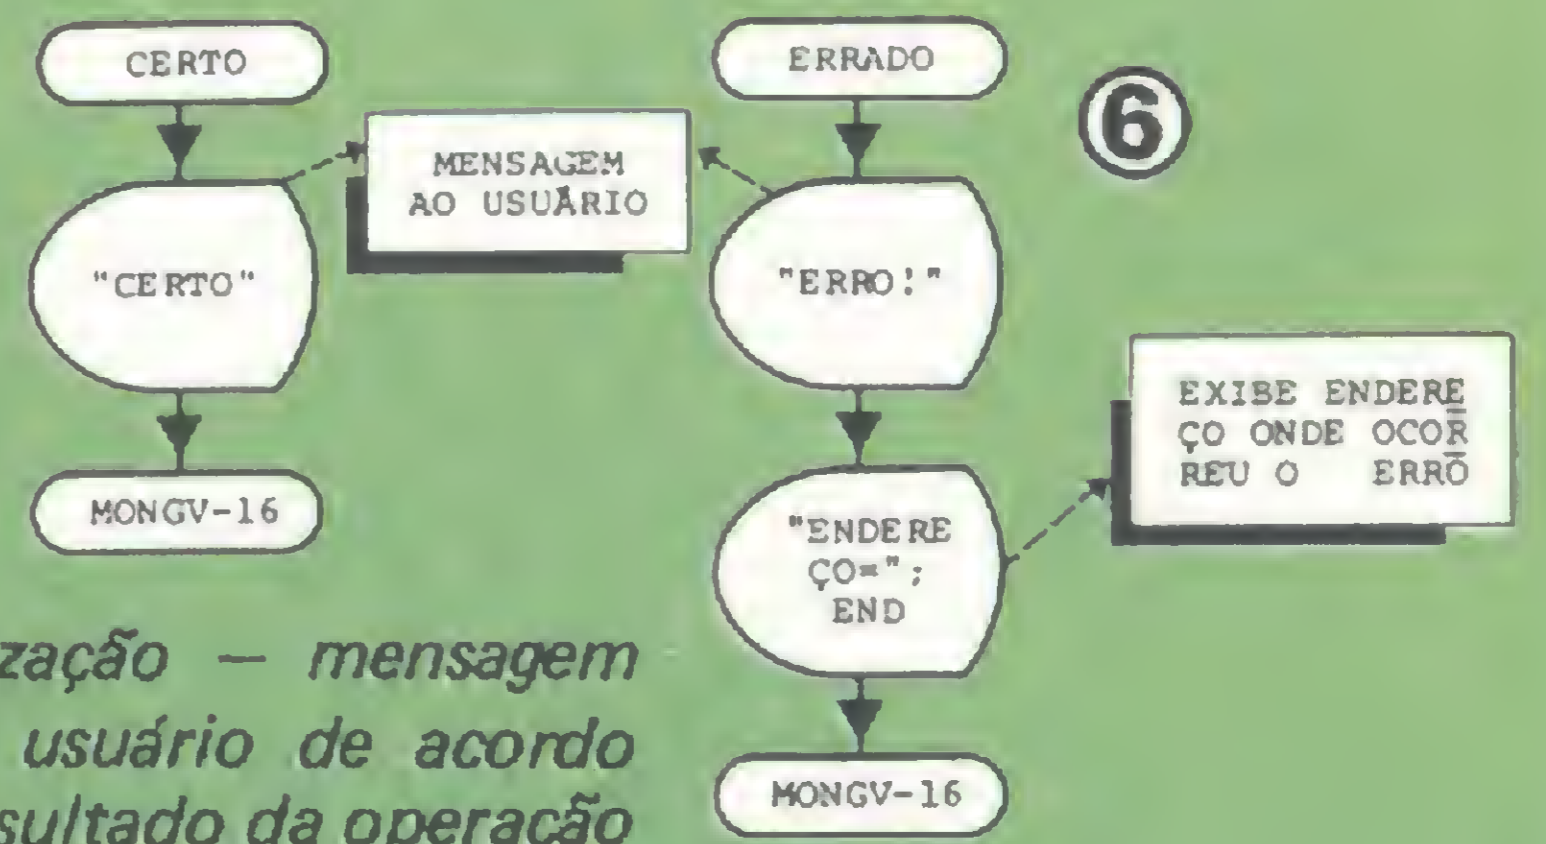 CERTO
MENSAGEM
AO USUÁRIO
"CERTO"
MONGV-16
ERRADO
"ERRO!"
"ENDERE
ÇO=";
END
MONGV-16
6
EXIBE ENDERE
ÇO ONDE OCOR
REU O ERRO
zação — mensagem
usuário de acordo
sultado da operação